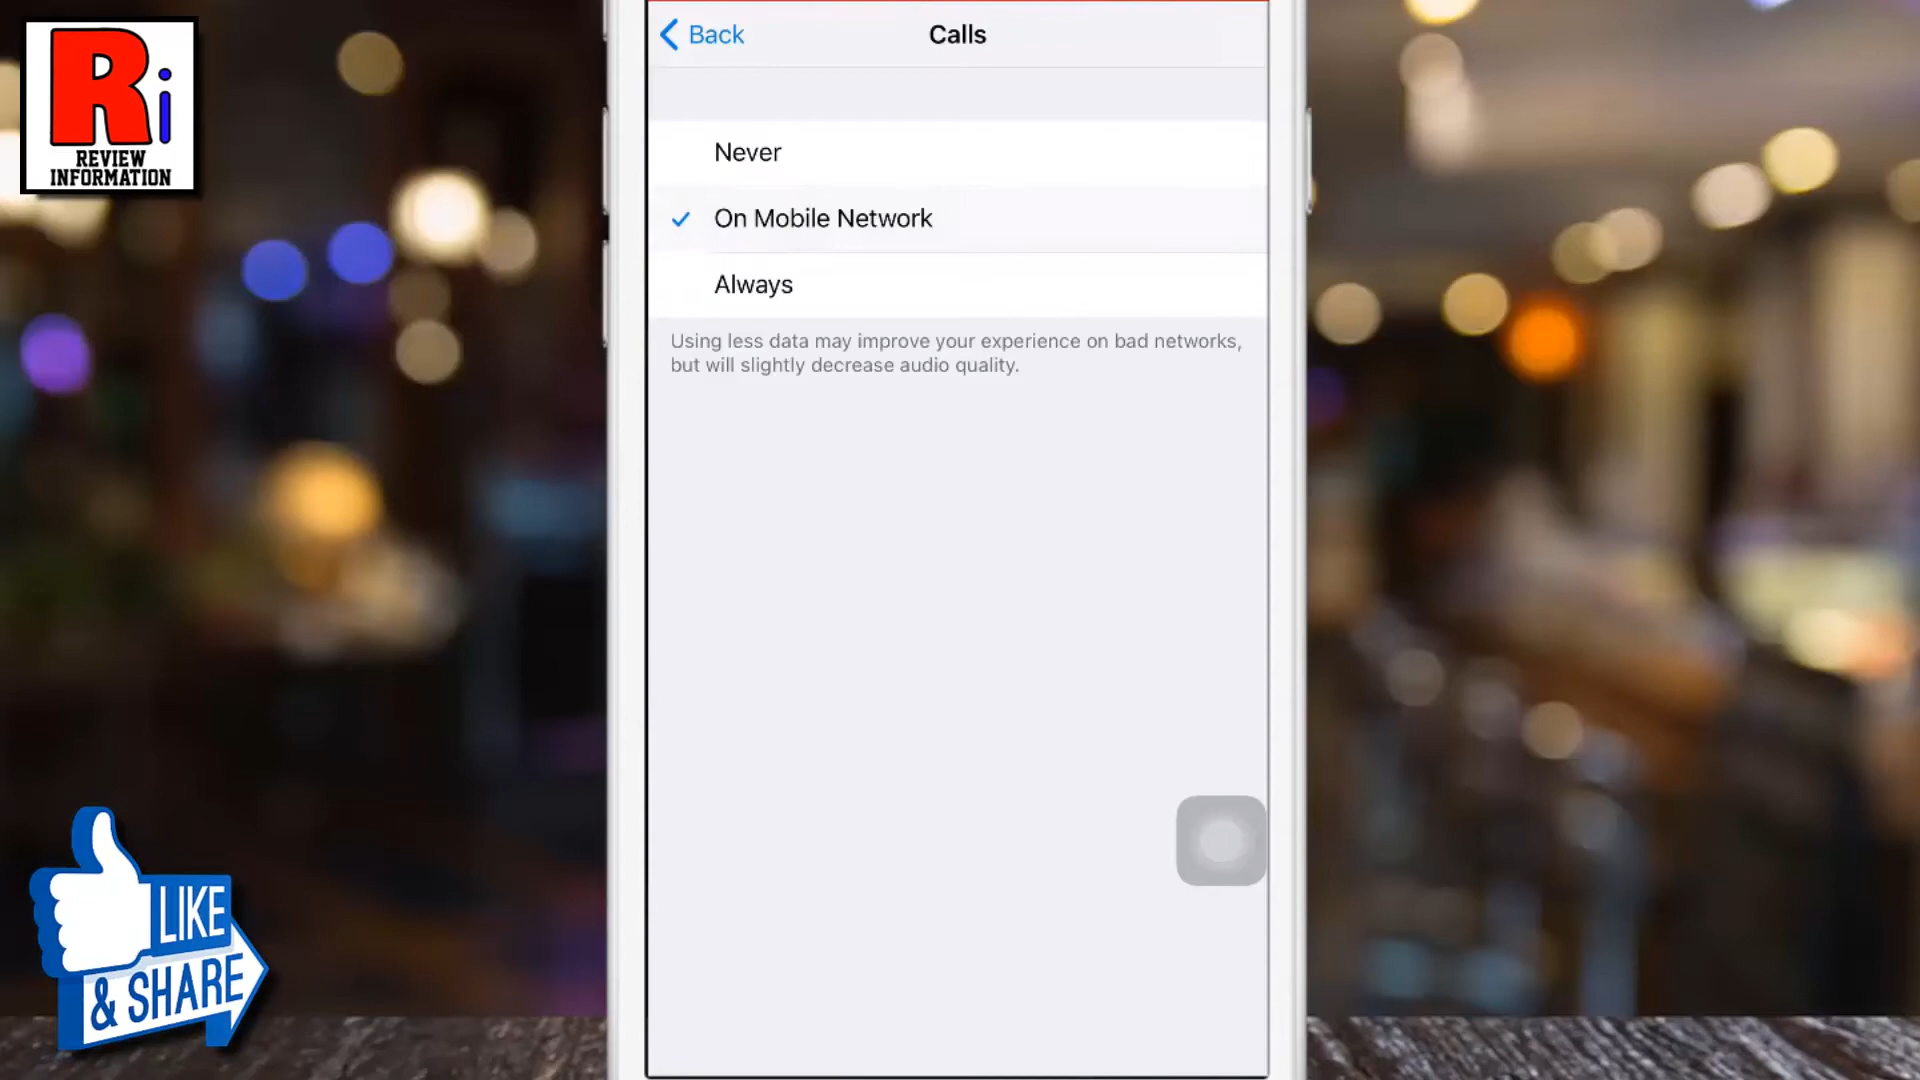 Ri
REVIEW
INFORMATION
Back
Calls
Never
On Mobile Network
Always
Using less data may improve your experience on bad networks,
but will slightly decrease audio quality.
LIKE
& SHARE